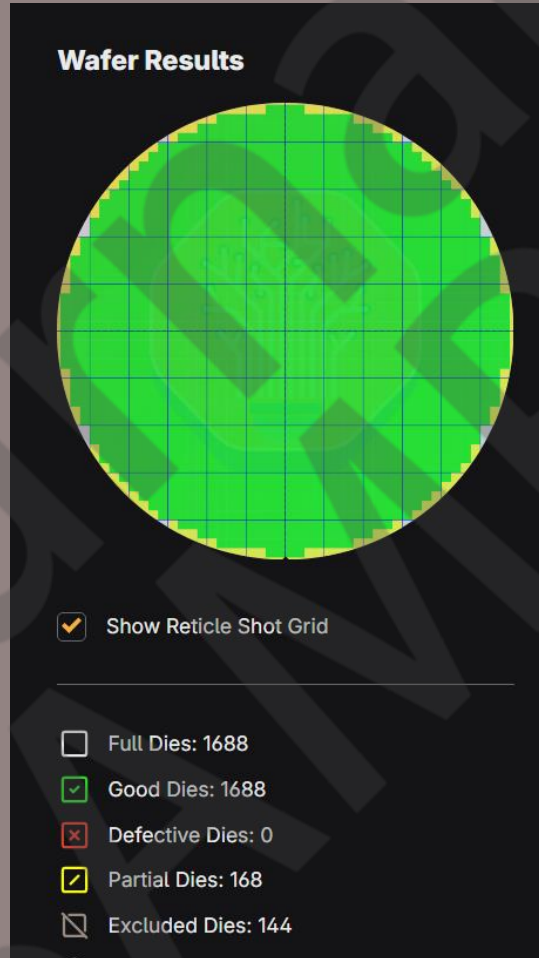 Wafer Results
Show Reticle Shot Grid
Full Dies: 1688
Good Dies: 1688
Defective Dies: 0
Partial Dies: 168
Excluded Dies: 144